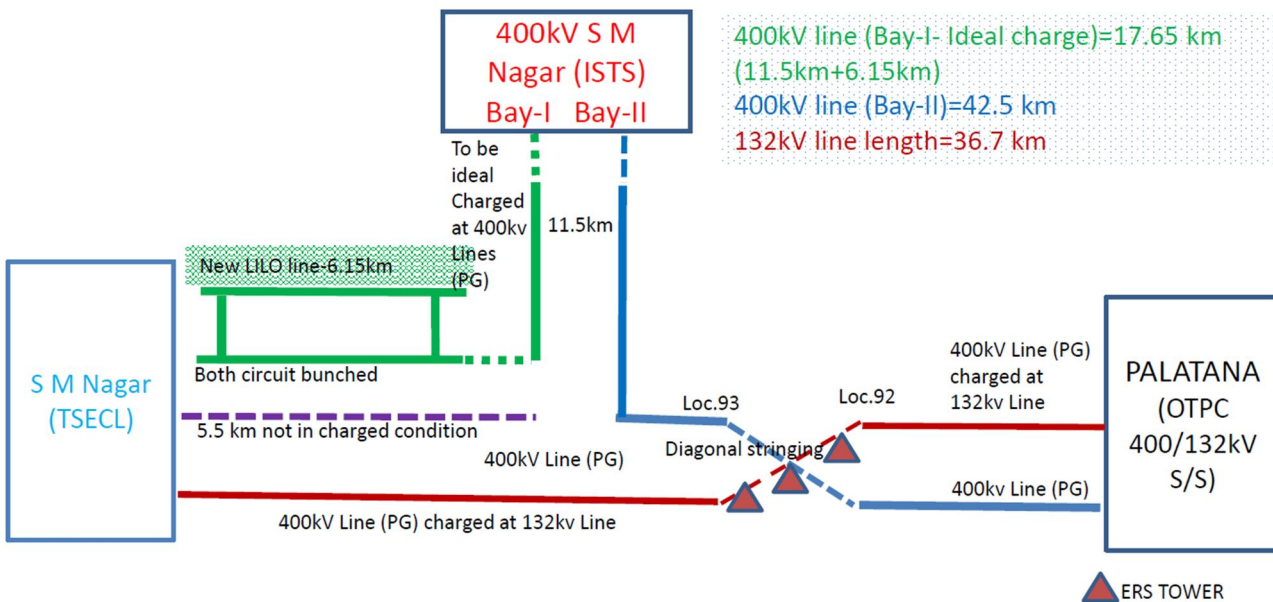 400kV S M
Nagar (ISTS)
Bay-I Bay-II
400kV line (Bay-I- Ideal charge)=17.65 km
(11.5km+6.15km)
400kV line (Bay-II)=42.5 km
132kV line length=36.7 km
To be
ideal
Charged
at 400kv
Lines
(PG)
11.5km
New LILO line-6.15km
Both circuit bunched
S M Nagar
(TSECL)
5.5 km not in charged condition
400kV Line (PG)
400kV Line (PG) charged at 132kv Line
Loc.93
Loc.92
Diagonal stringing
400kV Line (PG)
charged at
132kv Line
400kV Line (PG)
PALATANA
(OTPC
400/132kV
S/S)
ERS TOWER